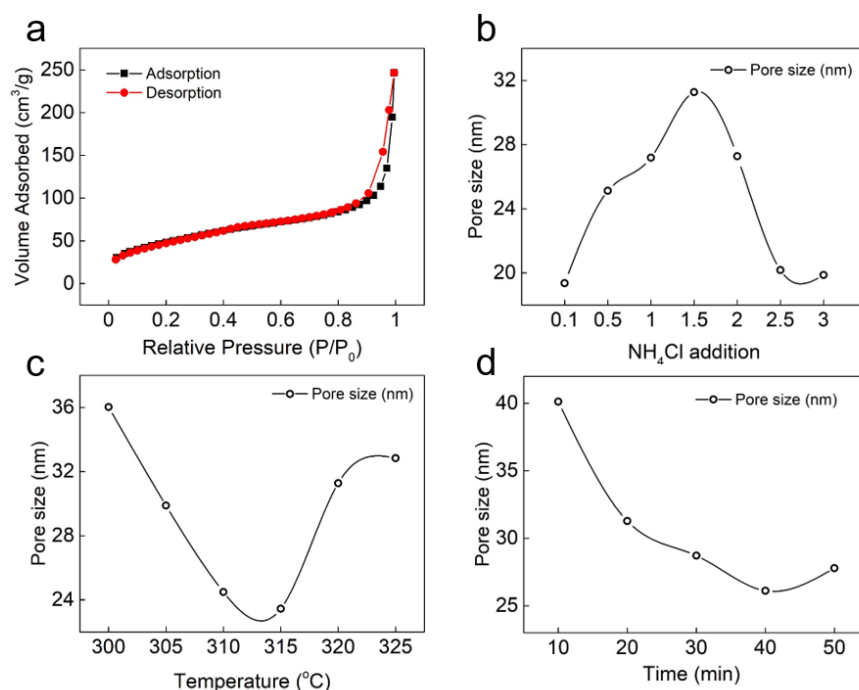 a
250
200
150
100
50
0
Volume Adsorbed (cm³/g)
Adsorption
Desorption
0 0.2 0.4 0.6 0.8 1
Relative Pressure (P/P₀)
b
32
28
24
20
Pore size (nm)
Pore size (nm)
0.1 0.5 1 1.5 2 2.5 3
NH₄Cl addition
c
36
32
28
24
Pore size (nm)
Pore size (nm)
300 305 310 315 320 325
Temperature (°C)
d
40
35
30
25
Pore size (nm)
Pore size (nm)
10 20 30 40 50
Time (min)